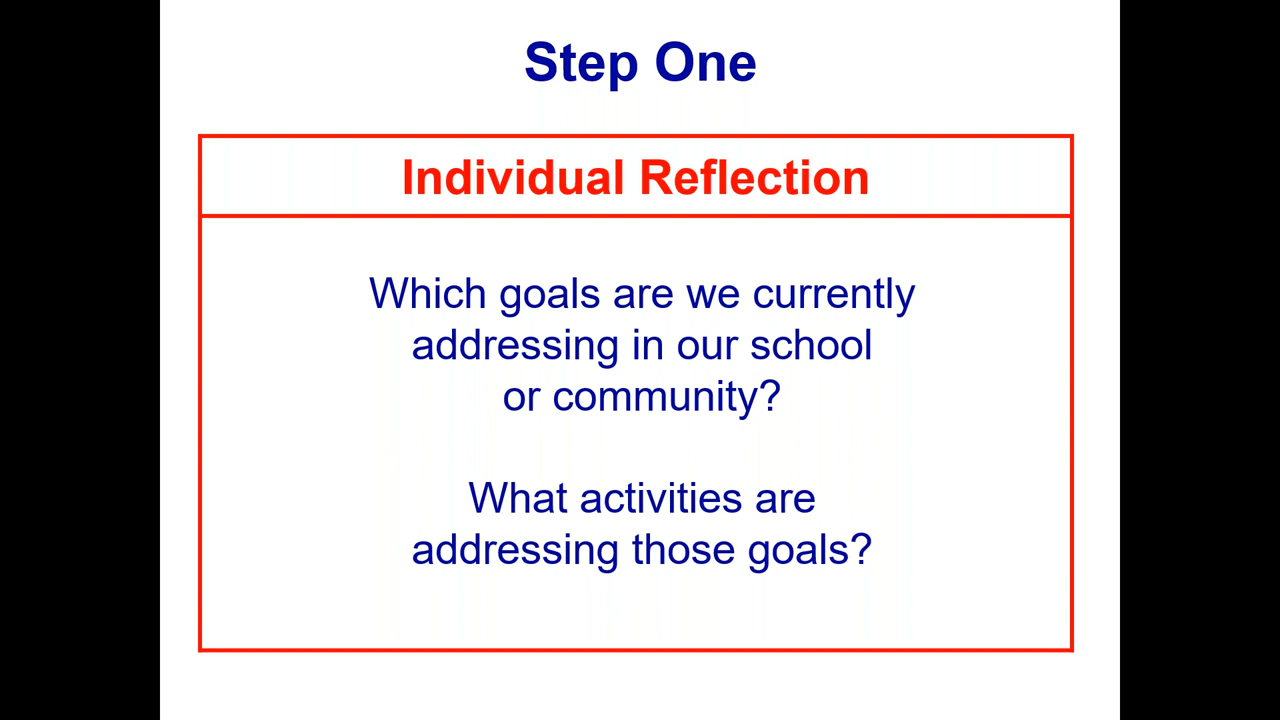 Step One
Individual Reflection
Which goals are we currently
addressing in our school
or community?
What activities are
addressing those goals?